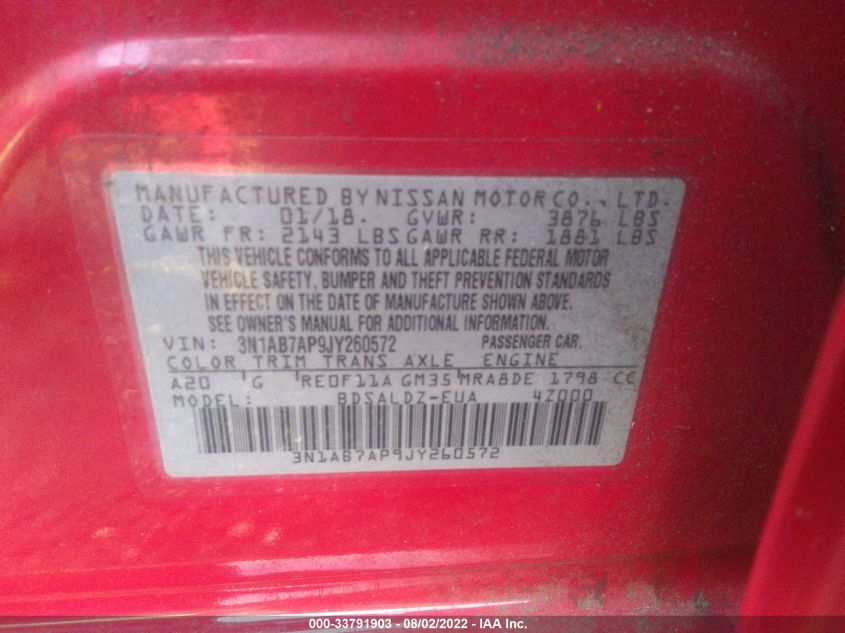 MANUFACTURED BY NISSAN MOTOR CO., LTD.
DATE: 01/18. GVWR: 3876 LBS
GAWR FR: 2143 LBS GAWR RR: 1881 LBS
THIS VEHICLE CONFORMS TO ALL APPLICABLE FEDERAL MOTOR
VEHICLE SAFETY, BUMPER AND THEFT PREVENTION STANDARDS
IN EFFECT ON THE DATE OF MANUFACTURE SHOWN ABOVE.
SEE OWNER'S MANUAL FOR ADDITIONAL INFORMATION.
VIN: 3N1AB7AP9JY260572 PASSENGER CAR.
COLOR TRIM TRANS AXLE ENGINE
A20 G RE0F11A GM35 MRA8DE 1798 CC
MODEL: BDSALDZ-EUA 4Z000
3N1AB7AP9JY260572
000-33791903 - 08/02/2022 - IAA Inc.